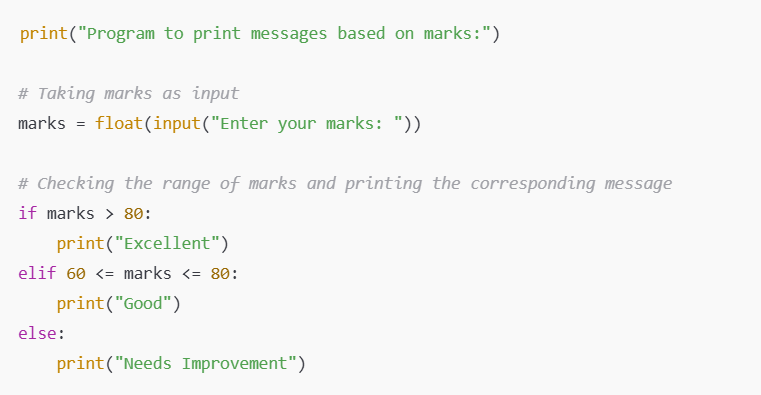 print("Program to print messages based on marks:")
# Taking marks as input
marks = float(input("Enter your marks: "))
# Checking the range of marks and printing the corresponding message
if marks > 80:
    print("Excellent")
elif 60 <= marks <= 80:
    print("Good")
else:
    print("Needs Improvement")